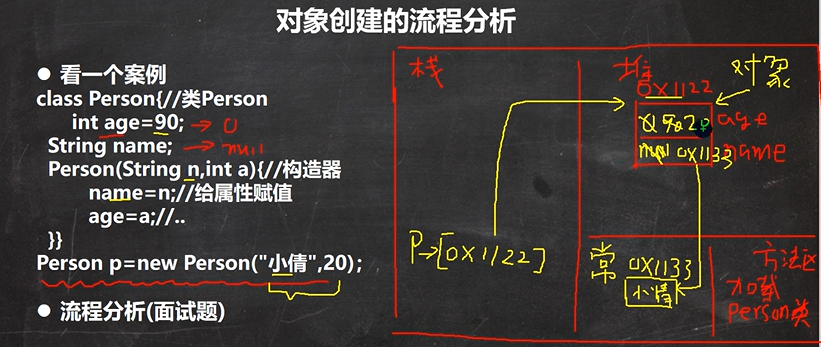 对象创建的流程分析
● 看一个案例
class Person{//类Person
int age=90; → 0
String name; → null
Person(String n,int a){//构造器
name=n;//给属性赋值
age=a;//..
}}
Person p=new Person("小倩",20);
● 流程分析(面试题)
栈
P→[0X1122]
堆
对象
0X1122
0 90 20 age
null 0X1133 name
常
0X1133
小倩
方法区
加载
Person类